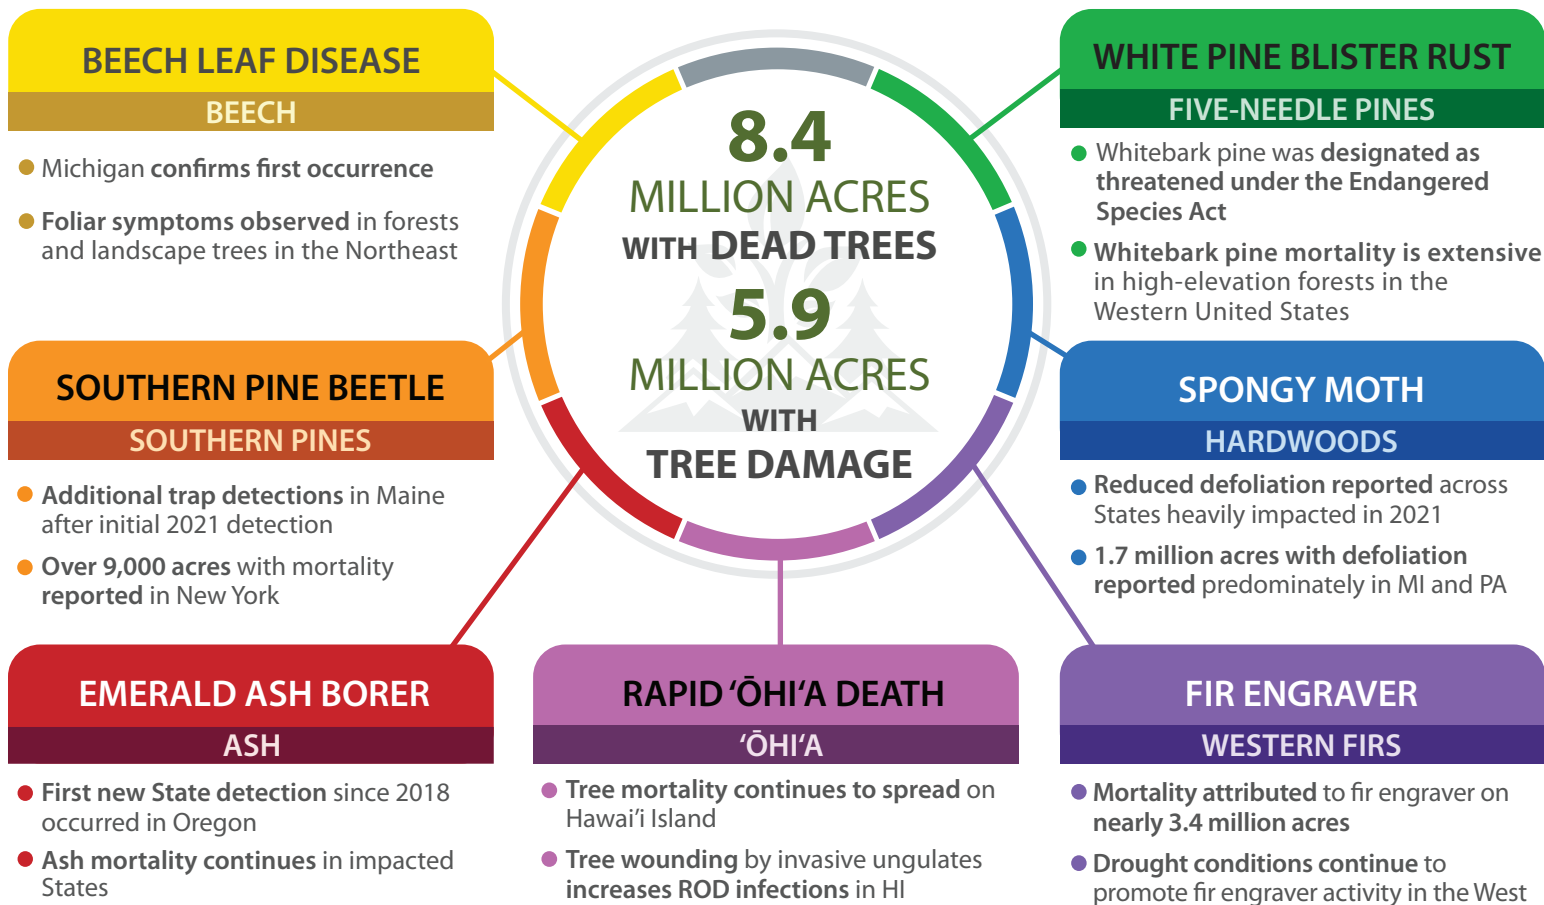 BEECH LEAF DISEASE
BEECH
Michigan confirms first occurrence
Foliar symptoms observed in forests
and landscape trees in the Northeast
SOUTHERN PINE BEETLE
SOUTHERN PINES
Additional trap detections in Maine
after initial 2021 detection
Over 9,000 acres with mortality
reported in New York
EMERALD ASH BORER
ASH
First new State detection since 2018
occurred in Oregon
Ash mortality continues in impacted
States
8.4
MILLION ACRES
WITH DEAD TREES
5.9
MILLION ACRES
WITH
TREE DAMAGE
RAPID ‘ŌHI‘A DEATH
‘ŌHI‘A
Tree mortality continues to spread on
Hawai‘i Island
Tree wounding by invasive ungulates
increases ROD infections in HI
WHITE PINE BLISTER RUST
FIVE-NEEDLE PINES
Whitebark pine was designated as
threatened under the Endangered
Species Act
Whitebark pine mortality is extensive
in high-elevation forests in the
Western United States
SPONGY MOTH
HARDWOODS
Reduced defoliation reported across
States heavily impacted in 2021
1.7 million acres with defoliation
reported predominately in MI and PA
FIR ENGRAVER
WESTERN FIRS
Mortality attributed to fir engraver on
nearly 3.4 million acres
Drought conditions continue to
promote fir engraver activity in the West